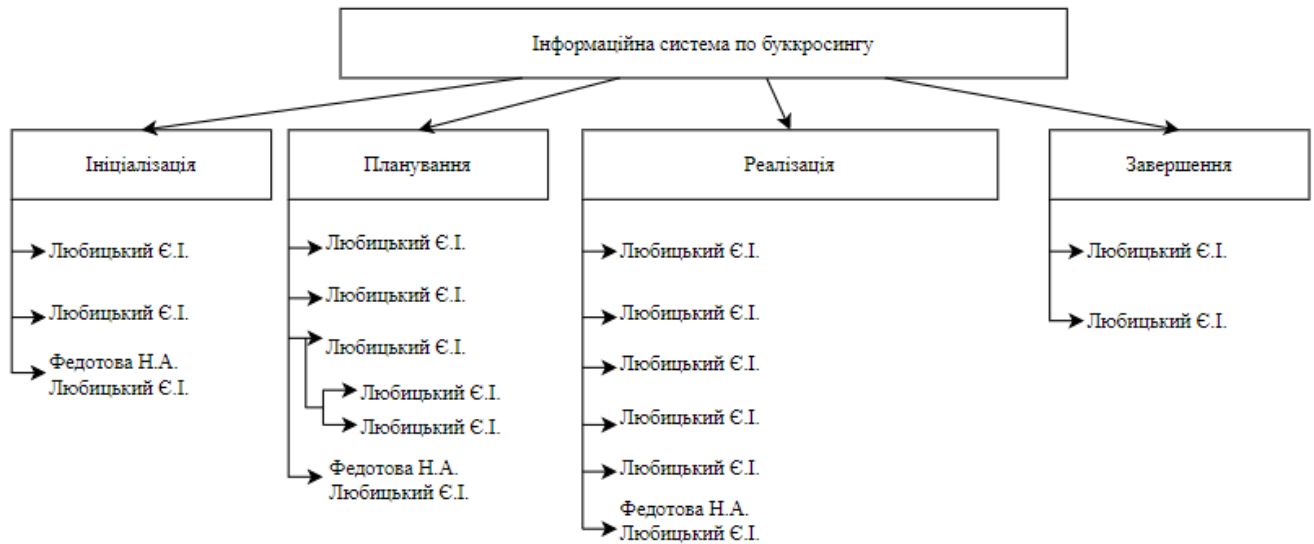 Інформаційна система по буккросингу
Ініціалізація
Любицький Є.І.
Любицький Є.І.
Федотова Н.А.
Любицький Є.І.
Планування
Любицький Є.І.
Любицький Є.І.
Любицький Є.І.
Любицький Є.І.
Любицький Є.І.
Федотова Н.А.
Любицький Є.І.
Реалізація
Любицький Є.І.
Любицький Є.І.
Любицький Є.І.
Любицький Є.І.
Любицький Є.І.
Федотова Н.А.
Любицький Є.І.
Завершення
Любицький Є.І.
Любицький Є.І.